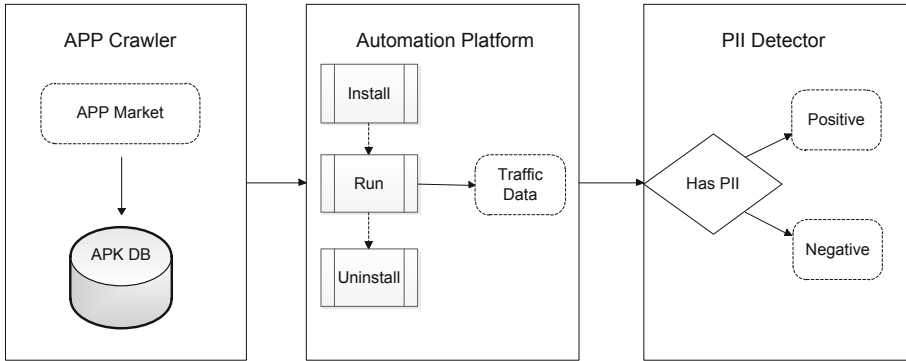 APP Crawler
APP Market
APK DB
Automation Platform
Install
Run
Uninstall
Traffic
Data
PII Detector
Has PII
Positive
Negative